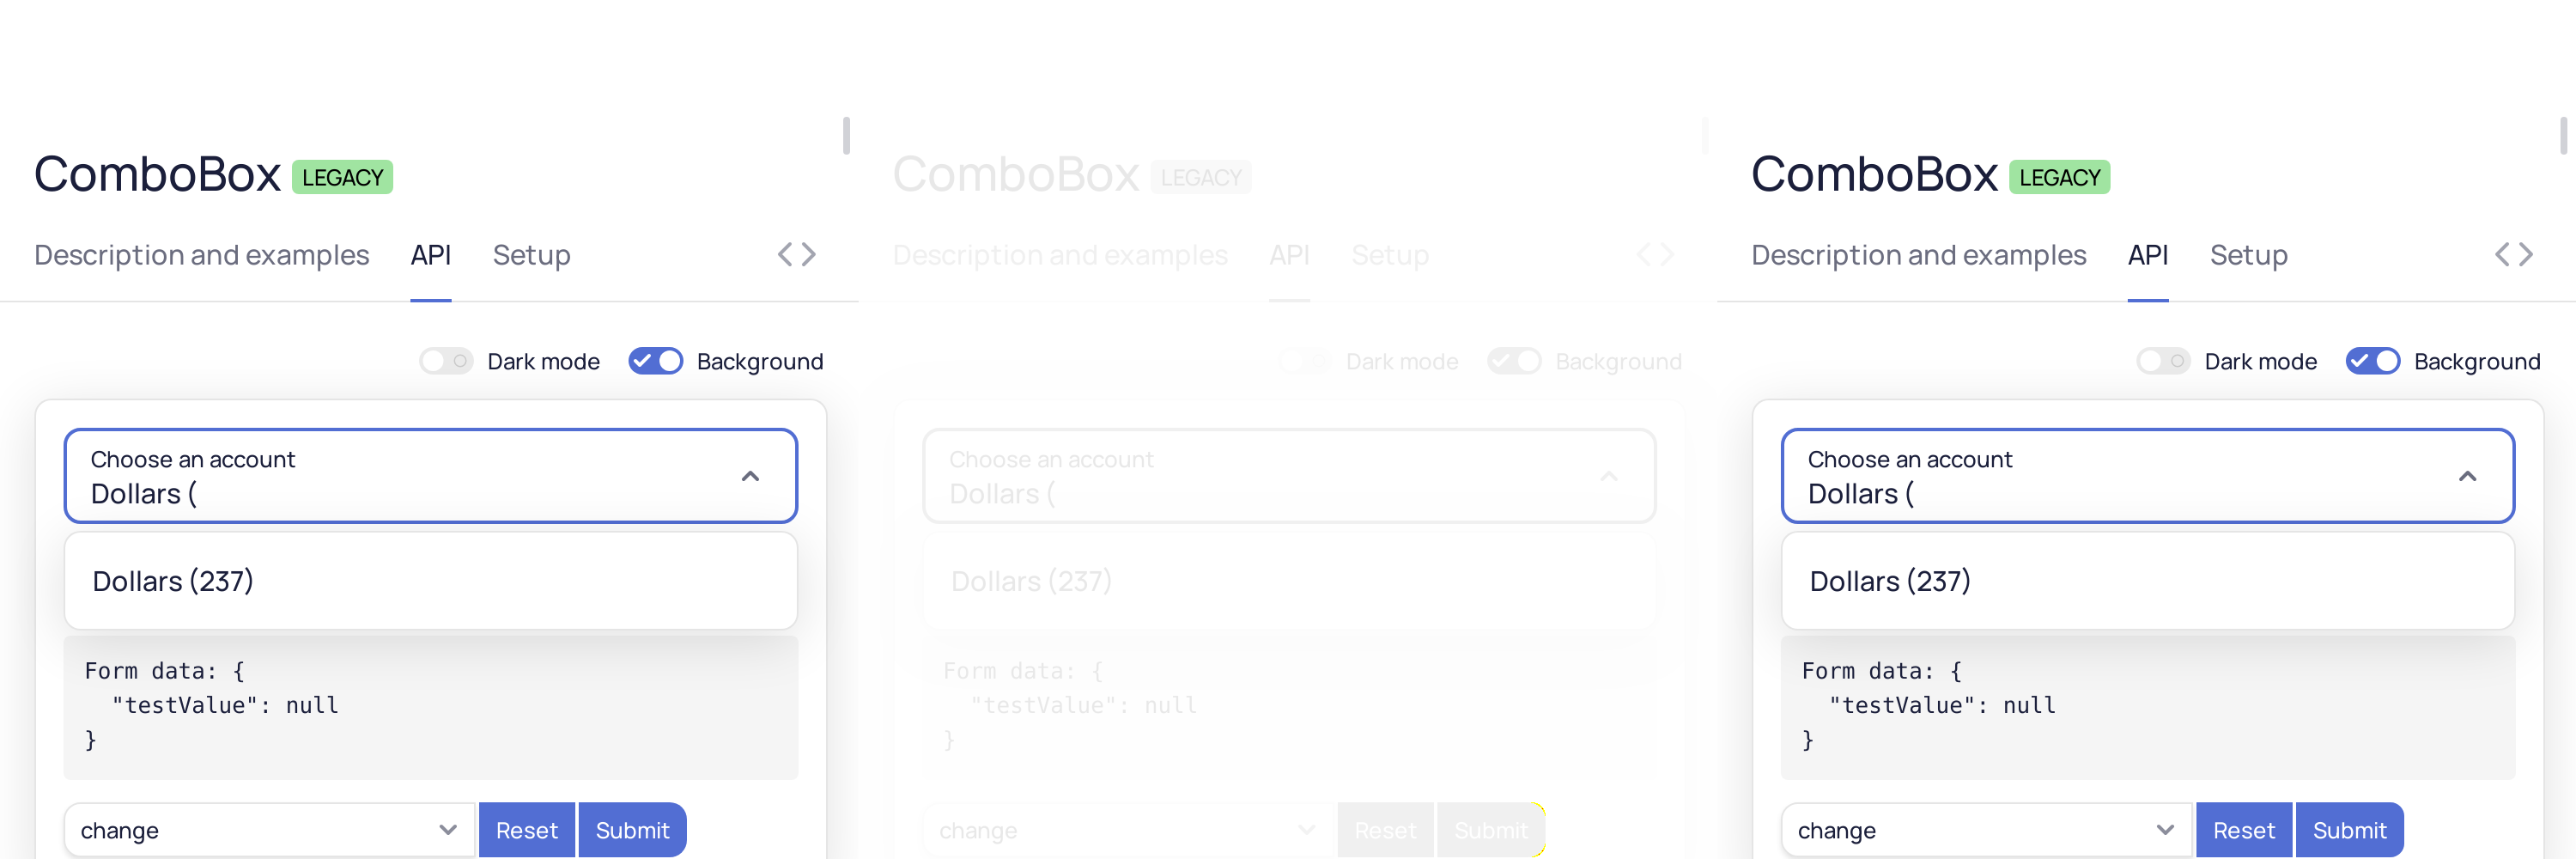 ComboBox LEGACY
Description and examples API Setup
Dark mode Background
Choose an account
Dollars (
Dollars (237)
Form data: {
"testValue": null
}
change Reset Submit
ComboBox LEGACY
Description and examples API Setup
Dark mode Background
Choose an account
Dollars (
Dollars (237)
Form data: {
"testValue": null
}
change Reset Submit
ComboBox LEGACY
Description and examples API Setup
Dark mode Background
Choose an account
Dollars (
Dollars (237)
Form data: {
"testValue": null
}
change Reset Submit